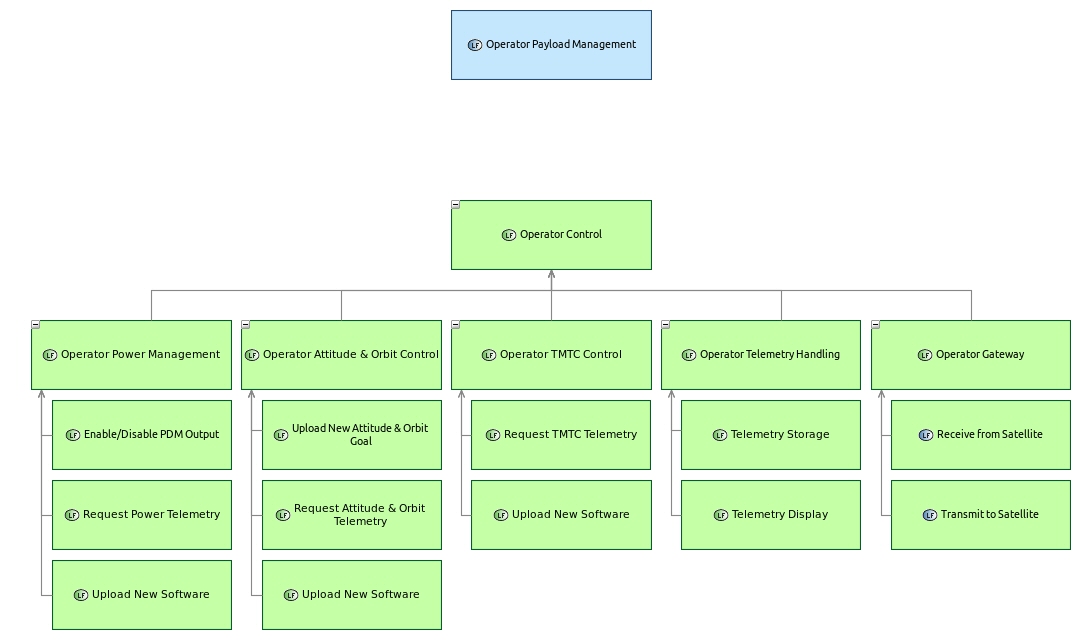 LF Operator Payload Management
LF Operator Control
LF Operator Power Management
LF Operator Attitude & Orbit Control
LF Operator TMTC Control
LF Operator Telemetry Handling
LF Operator Gateway
LF Enable/Disable PDM Output
LF Upload New Attitude & Orbit
Goal
LF Request TMTC Telemetry
LF Telemetry Storage
LF Receive from Satellite
LF Request Power Telemetry
LF Request Attitude & Orbit
Telemetry
LF Upload New Software
LF Telemetry Display
LF Transmit to Satellite
LF Upload New Software
LF Upload New Software